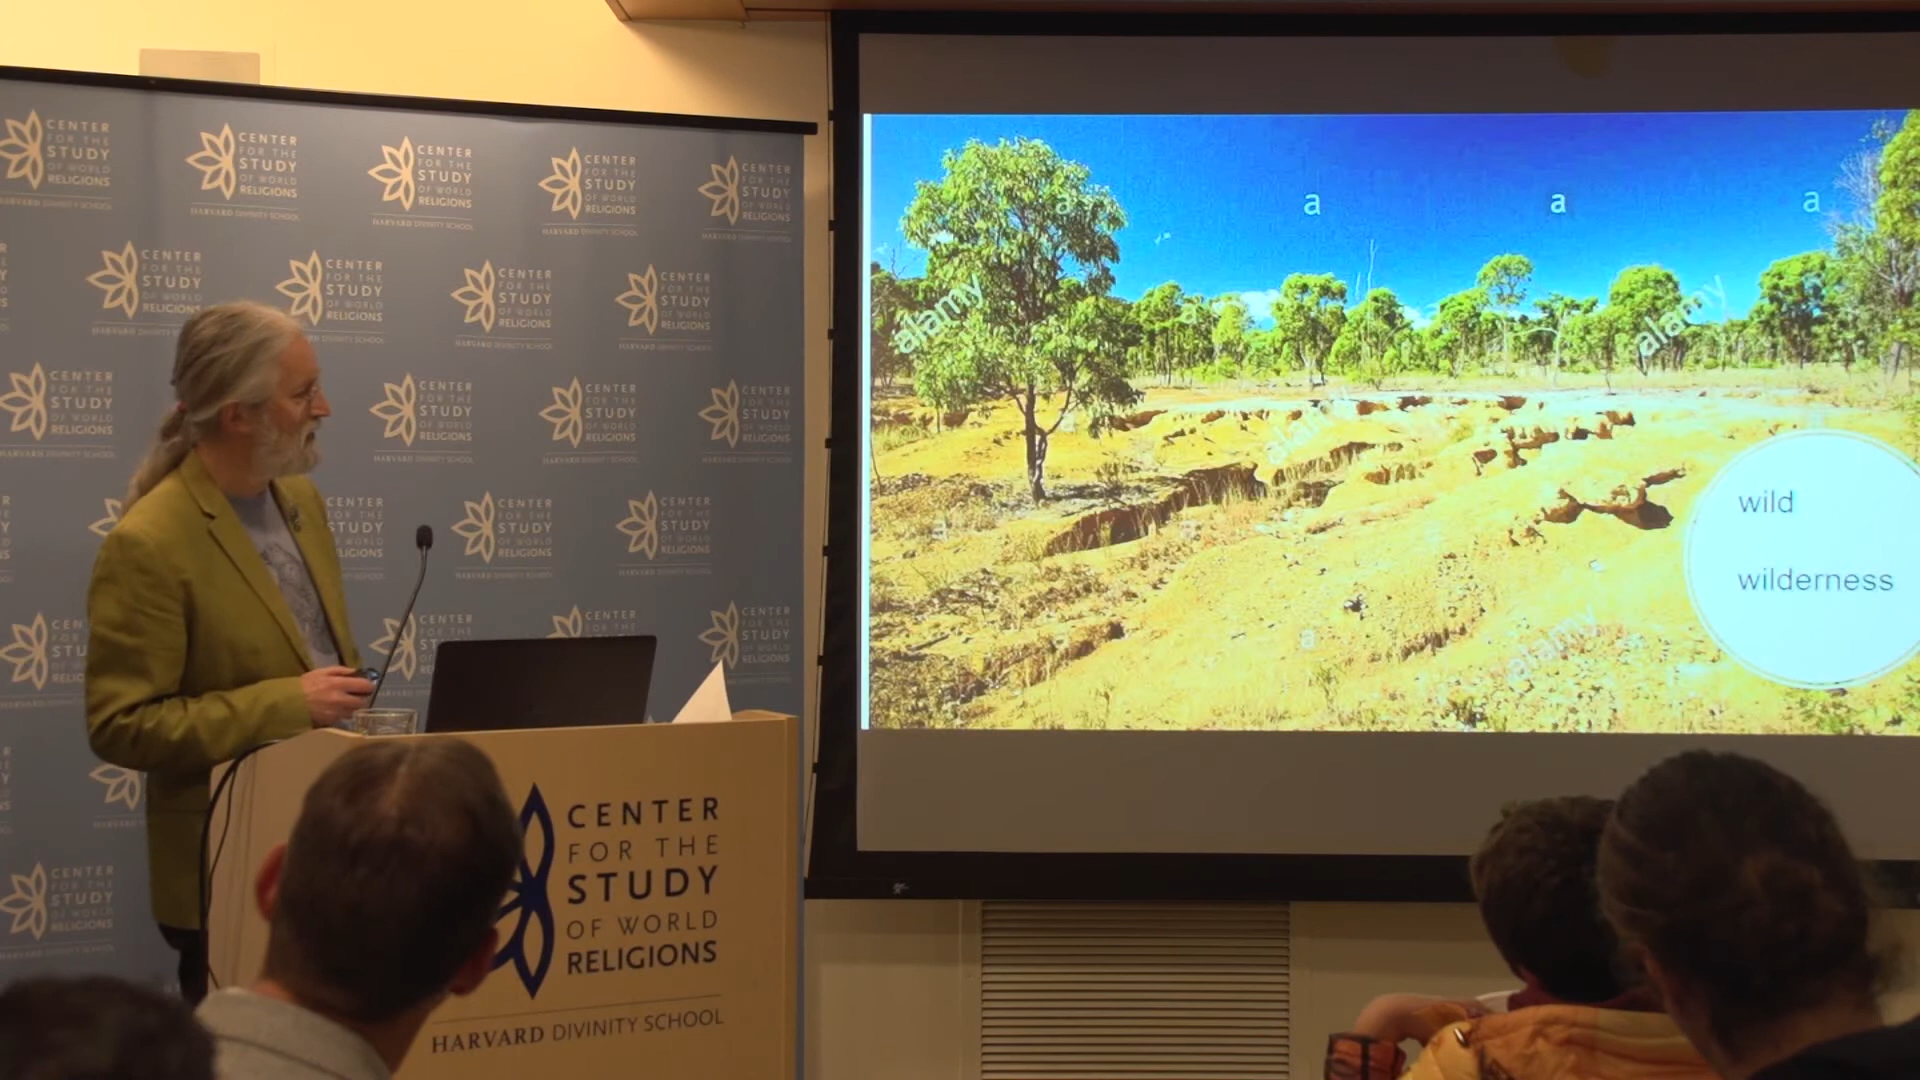 CENTER
FOR THE
STUDY
OF WORLD
RELIGIONS
HARVARD DIVINITY SCHOOL
a
a
a
a
alamy
alamy
alamy
wild
wilderness
a
alamy
CENTER
FOR THE
STUDY
OF WORLD
RELIGIONS
HARVARD DIVINITY SCHOOL